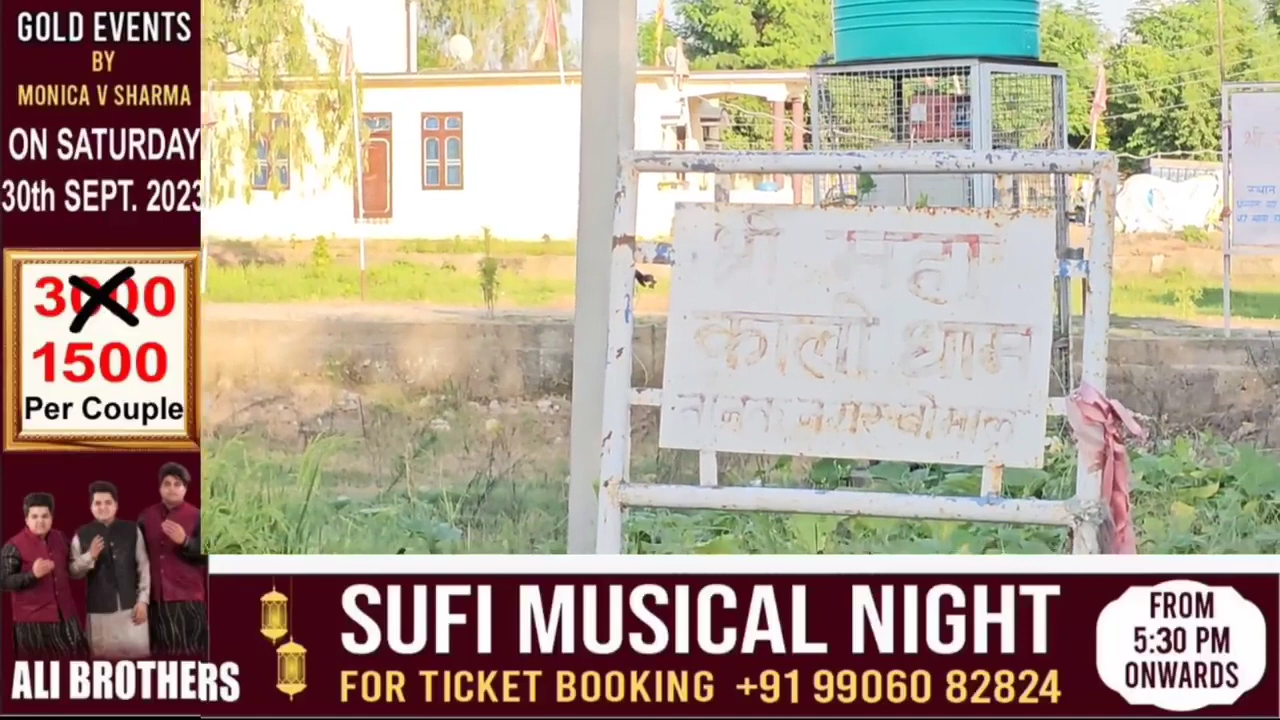 GOLD EVENTS
BY
MONICA V SHARMA
ON SATURDAY
30th SEPT. 2023
3000
1500
Per Couple
ALI BROTHERS
श्री महा
काली धाम
SUFI MUSICAL NIGHT
FOR TICKET BOOKING +91 99060 82824
FROM
5:30 PM
ONWARDS